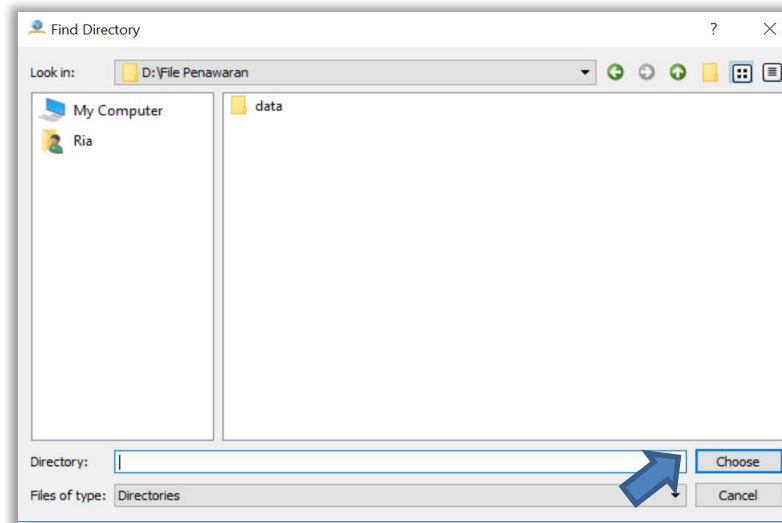 Find Directory
?
Look in: D:\File Penawaran
My Computer
Ria
data
Directory:
Choose
Files of type: Directories
Cancel